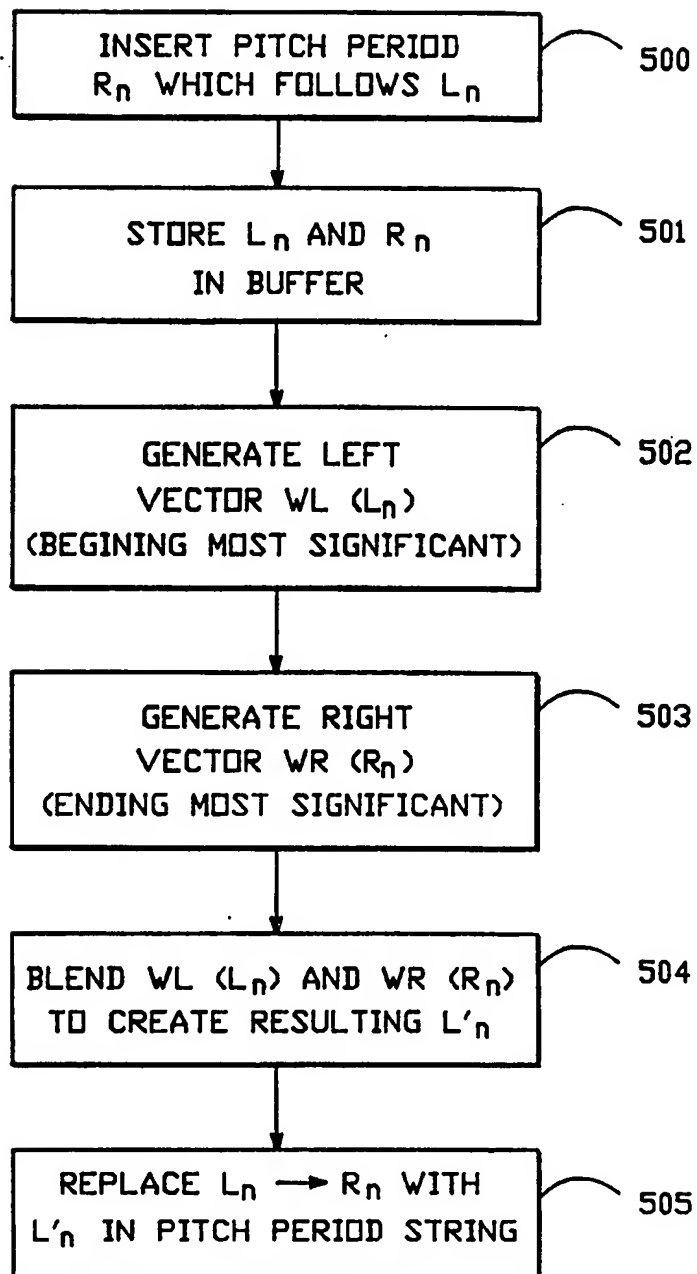 INSERT PITCH PERIOD
Rn WHICH FOLLOWS Ln
500
STORE Ln AND Rn
IN BUFFER
501
GENERATE LEFT
VECTOR WL (Ln)
(BEGINING MOST SIGNIFICANT)
502
GENERATE RIGHT
VECTOR WR (Rn)
(ENDING MOST SIGNIFICANT)
503
BLEND WL (Ln) AND WR (Rn)
TO CREATE RESULTING L'n
504
REPLACE Ln → Rn WITH
L'n IN PITCH PERIOD STRING
505